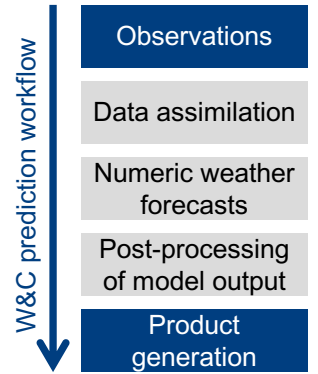 W&C prediction workflow
Observations
Data assimilation
Numeric weather
forecasts
Post-processing
of model output
Product
generation